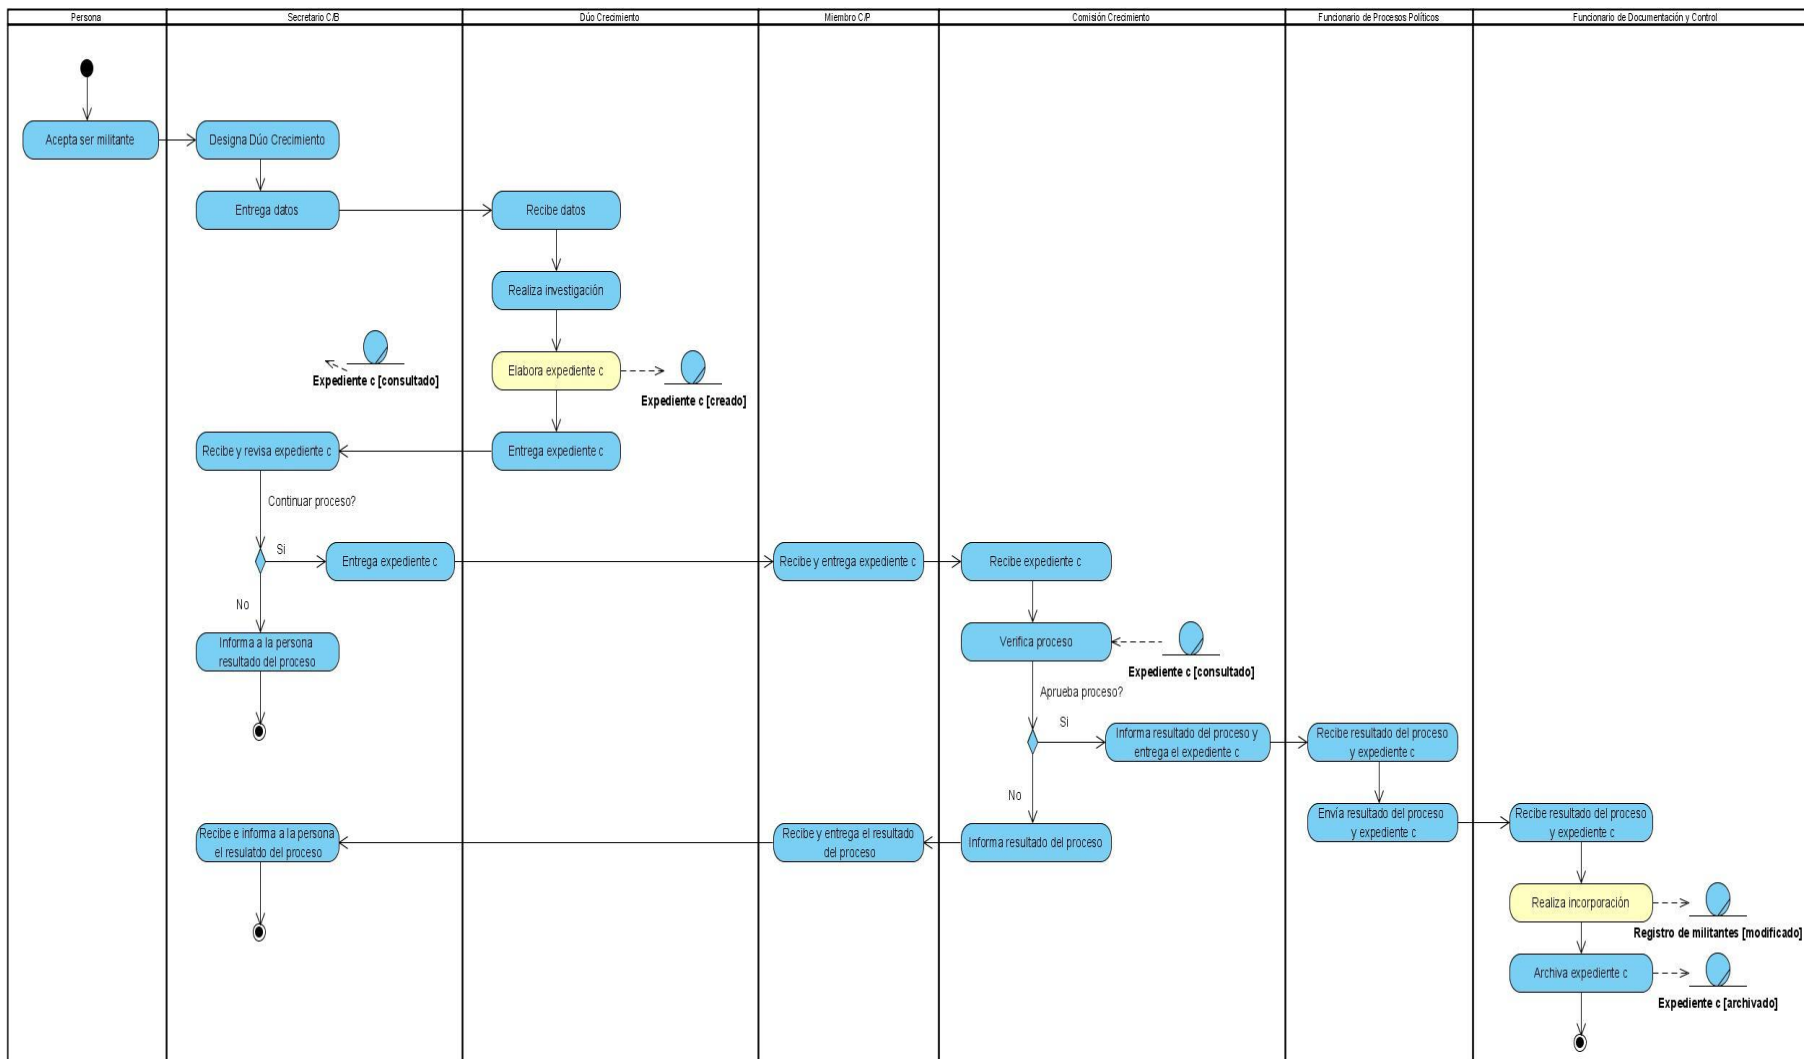 Persona
Secretario C/B
Dúo Crecimiento
Miembro C/P
Comisión Crecimiento
Funcionario de Procesos Políticos
Funcionario de Documentación y Control
Acepta ser militante
Designa Dúo Crecimiento
Entrega datos
Recibe datos
Realiza investigación
Expediente c [consultado]
Elabora expediente c
Expediente c [creado]
Recibe y revisa expediente c
Entrega expediente c
Continuar proceso?
Si
Entrega expediente c
Recibe y entrega expediente c
Recibe expediente c
No
Informa a la persona
resultado del proceso
Verifica proceso
Expediente c [consultado]
Aprueba proceso?
Si
Informa resultado del proceso y
entrega el expediente c
Recibe resultado del proceso
y expediente c
No
Envía resultado del proceso
y expediente c
Recibe resultado del proceso
y expediente c
Recibe e informa a la persona
el resulatdo del proceso
Recibe y entrega el resultado
del proceso
Informa resultado del proceso
Realiza incorporación
Registro de militantes [modificado]
Archiva expediente c
Expediente c [archivado]